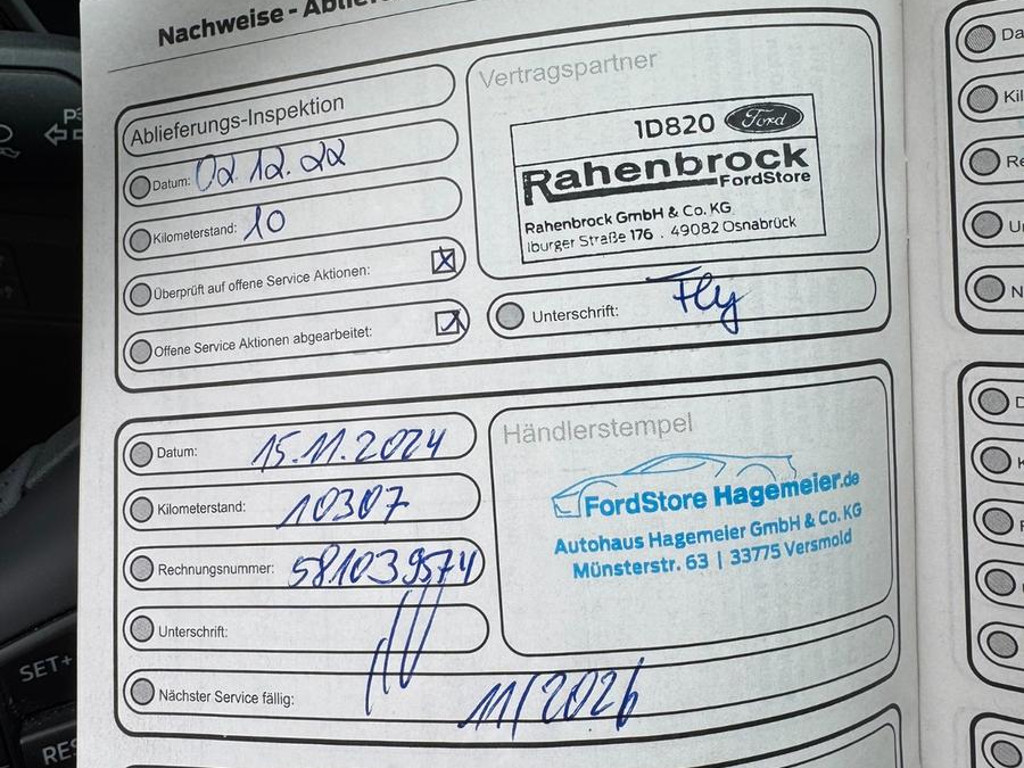 Nachweise -
Ablieferungs-Inspektion
Datum: 02.12.22
Kilometerstand: 10
Überprüft auf offene Service Aktionen:
Offene Service Aktionen abgearbeitet:
Vertragspartner
1D820 Ford
Rahenbrock
FordStore
Rahenbrock GmbH & Co. KG
Iburger Straße 176 . 49082 Osnabrück
Unterschrift:
Datum: 15.11.2024
Kilometerstand: 10307
Rechnungsnummer: 581039574
Unterschrift:
Nächster Service fällig: 11/2026
Händlerstempel
FordStore Hagemeier.de
Autohaus Hagemeier GmbH & Co. KG
Münsterstr. 63 | 33775 Versmold
SET+